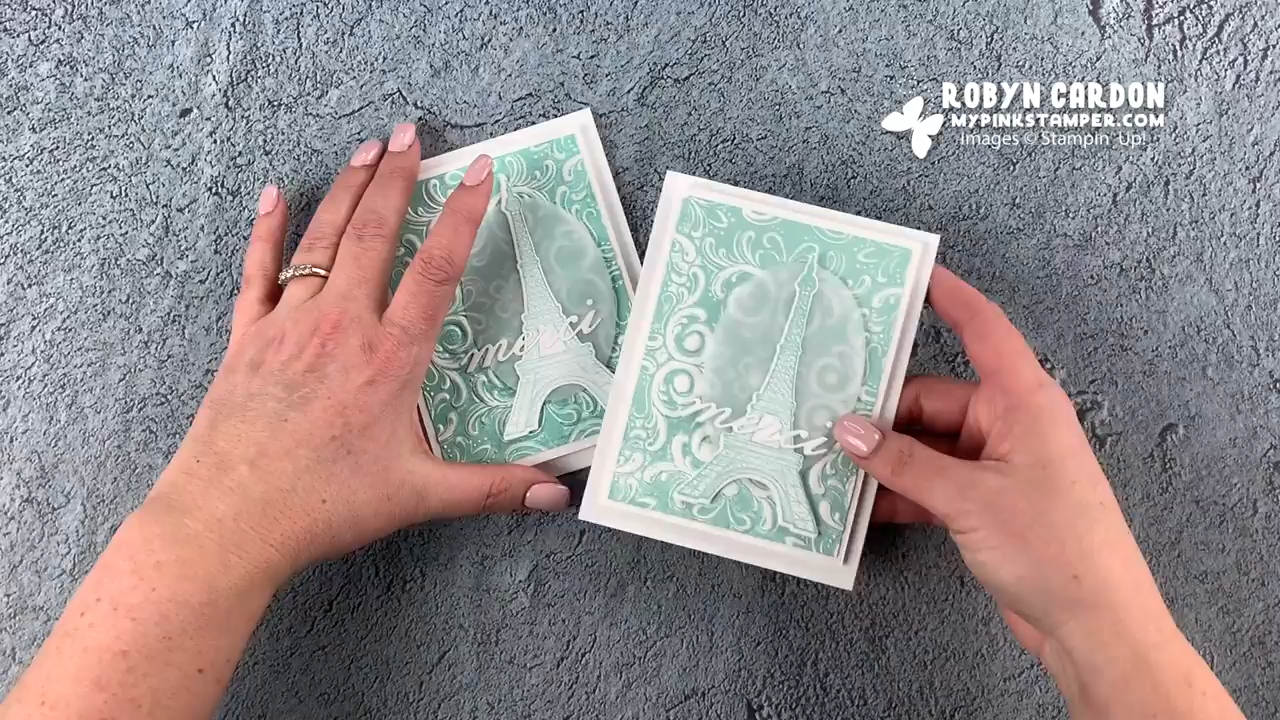 ROBYN CARDON
MYPINKSTAMPER.COM
Images © Stampin' Up!
merci
merci